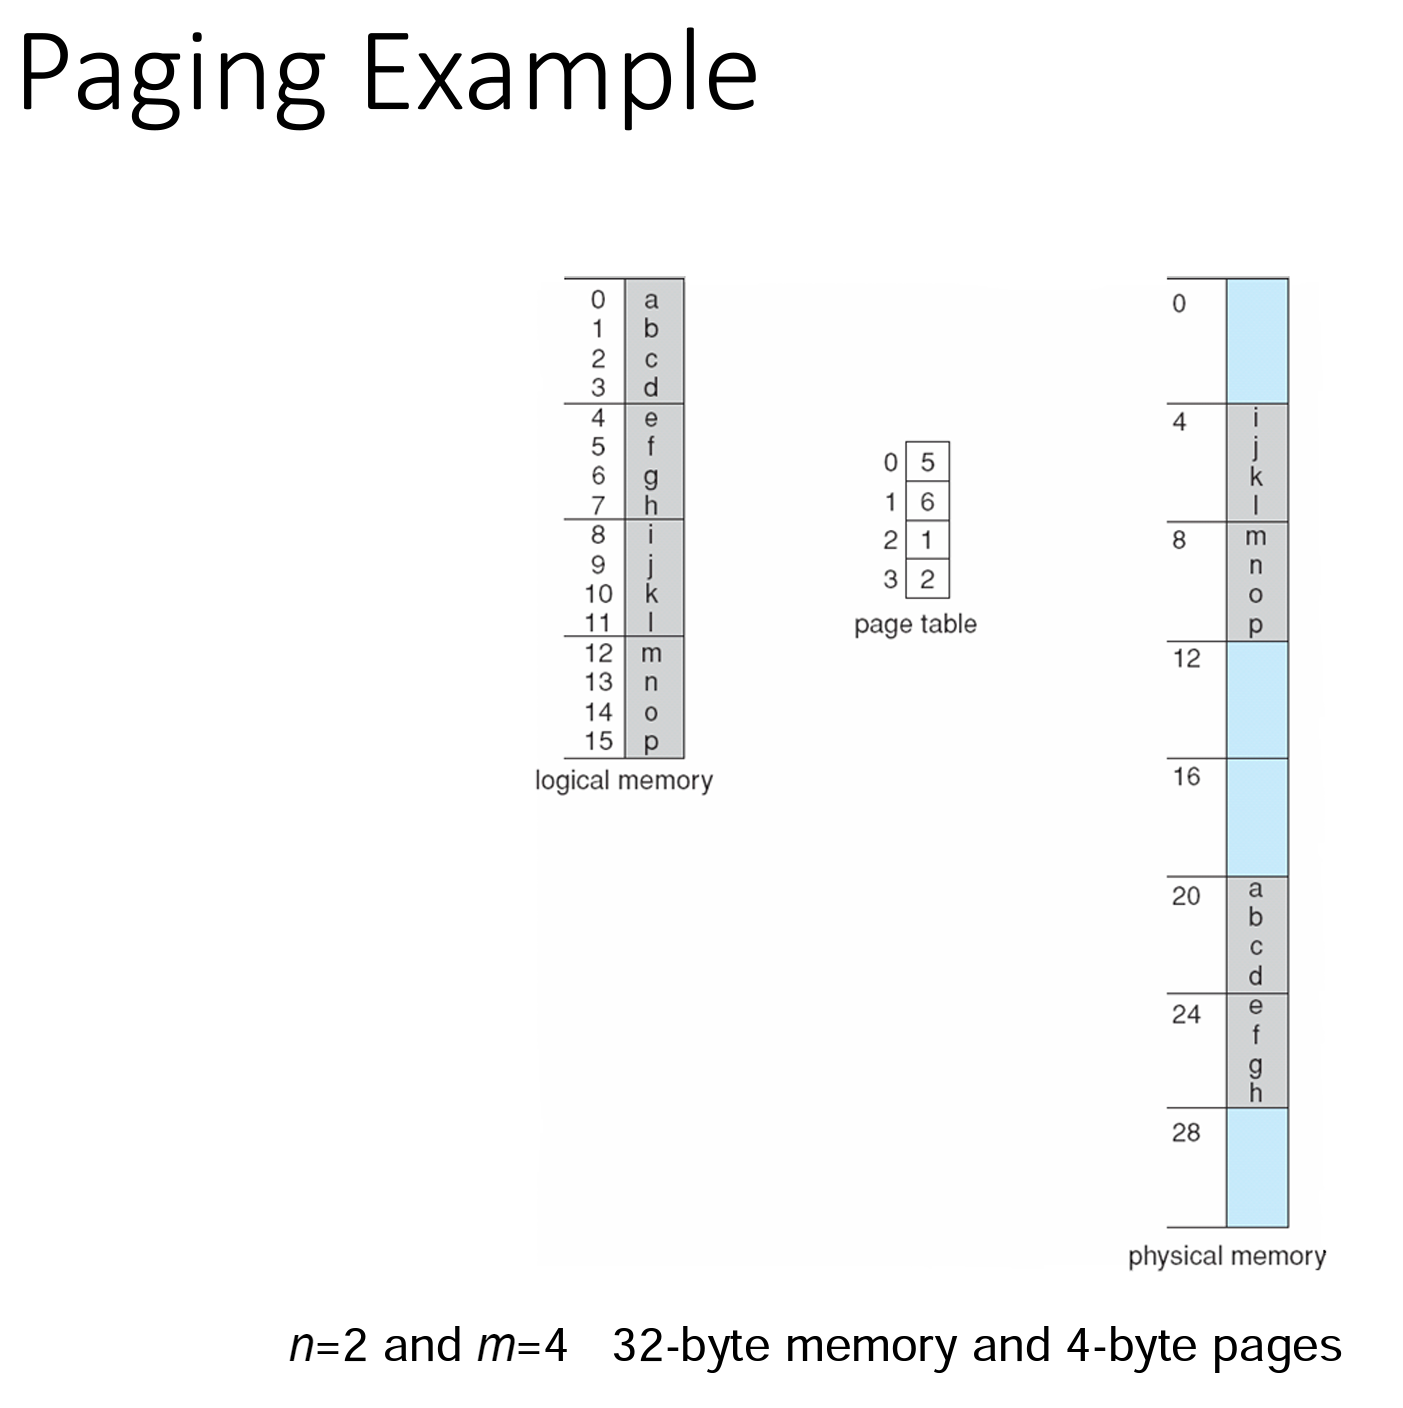 Paging Example
0 a
1 b
2 c
3 d
4 e
5 f
6 g
7 h
8 i
9 j
10 k
11 l
12 m
13 n
14 o
15 p
logical memory
0 5
1 6
2 1
3 2
page table
0
4 i
j
k
l
8 m
n
o
p
12
16
20 a
b
c
d
24 e
f
g
h
28
physical memory
n=2 and m=4 32-byte memory and 4-byte pages